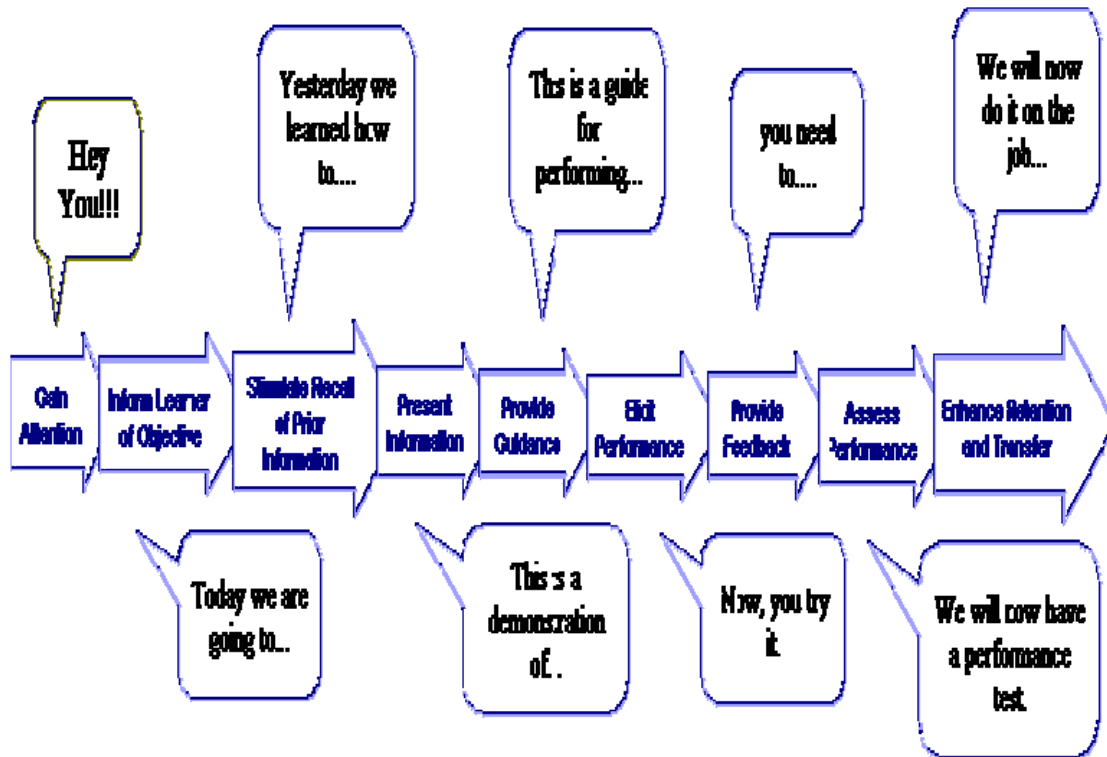 Hey
You!!!
Yesterday we
learned how
to....
This is a guide
for
performing...
you need
to....
We will now
do it on the
job...
Gain
Attention
Inform Learner
of Objective
Stimulate Recall
of Prior
Information
Present
Information
Provide
Guidance
Elicit
Performance
Provide
Feedback
Assess
Performance
Enhance Retention
and Transfer
Today we are
going to...
This is a
demonstration
of. .
Now, you try
it.
We will now have
a performance
test.